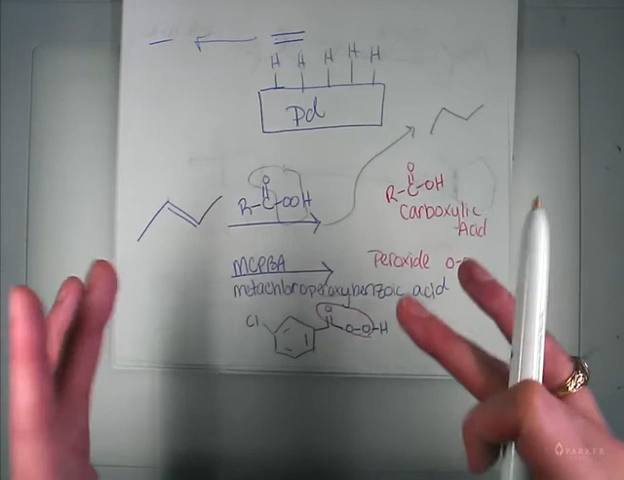 H H H H H
Pd
O
R-C-OOH
O
R-C-OH
Carboxylic
Acid
MCPBA
Peroxide O-
metachloroperoxybenzoic acid
Cl
O
O-O-H
PARKER